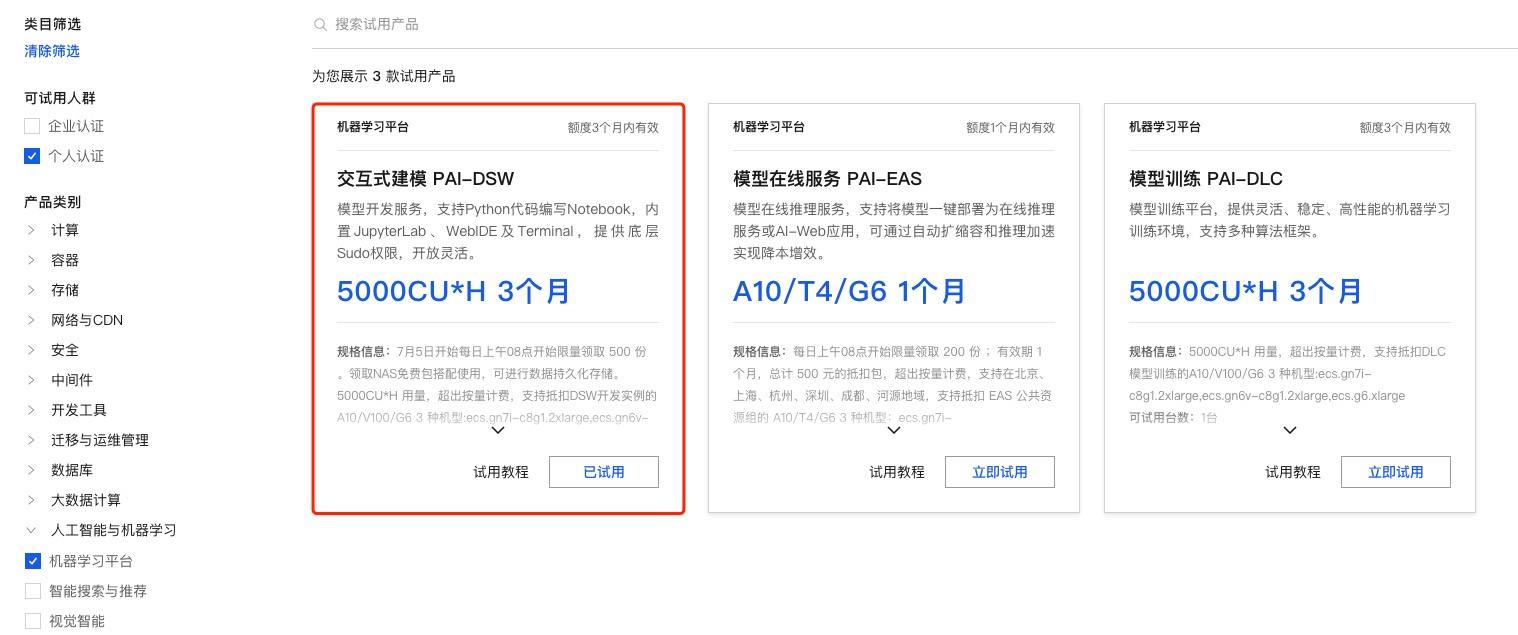 类目筛选
清除筛选
可试用人群
企业认证
个人认证
产品类别
计算
容器
存储
网络与CDN
安全
中间件
开发工具
迁移与运维管理
数据库
大数据计算
人工智能与机器学习
机器学习平台
智能搜索与推荐
视觉智能
搜索试用产品
为您展示 3 款试用产品
机器学习平台
额度3个月内有效
交互式建模 PAI-DSW
模型开发服务，支持Python代码编写Notebook，内
置JupyterLab、WebIDE及Terminal，提供底层
Sudo权限，开放灵活。
5000CU*H 3个月
规格信息：7月5日开始每日上午08点开始限量领取 500 份
。领取NAS免费包搭配使用，可进行数据持久化存储。
5000CU*H 用量，超出按量计费，支持抵扣DSW开发实例的
A10/V100/G6 3 种机型:ecs.gn7i-c8g1.2xlarge,ecs.gn6v-
试用教程
已试用
机器学习平台
额度1个月内有效
模型在线服务 PAI-EAS
模型在线推理服务，支持将模型一键部署为在线推理
服务或AI-Web应用，可通过自动扩缩容和推理加速
实现降本增效。
A10/T4/G6 1个月
规格信息：每日上午08点开始限量领取 200 份 ；有效期 1
个月，总计 500 元的抵扣包，超出按量计费，支持在北京、
上海、杭州、深圳、成都、河源地域，支持抵扣 EAS 公共资
源组的 A10/T4/G6 3 种机型：ecs.gn7i-
试用教程
立即试用
机器学习平台
额度3个月内有效
模型训练 PAI-DLC
模型训练平台，提供灵活、稳定、高性能的机器学习
训练环境，支持多种算法框架。
5000CU*H 3个月
规格信息：5000CU*H 用量，超出按量计费，支持抵扣DLC
模型训练的A10/V100/G6 3 种机型:ecs.gn7i-
c8g1.2xlarge,ecs.gn6v-c8g1.2xlarge,ecs.g6.xlarge
可试用台数：1台
试用教程
立即试用